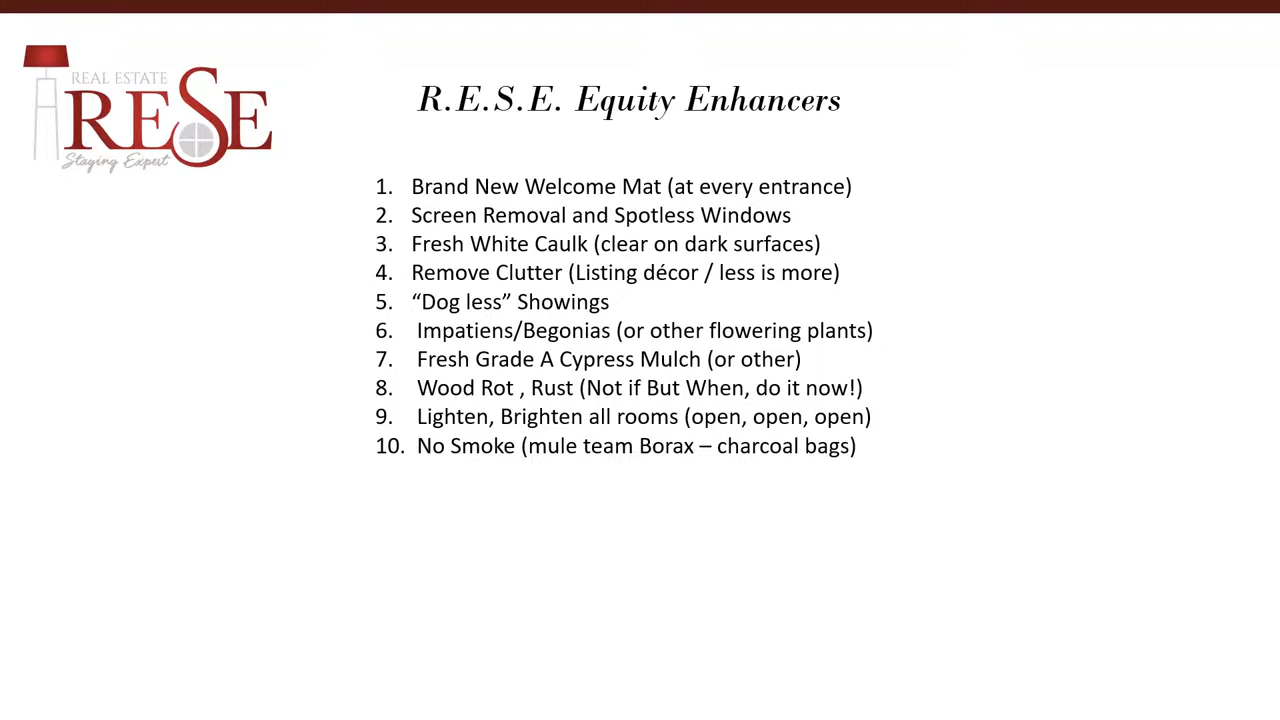 REAL ESTATE
RESE
Staging Expert
R.E.S.E. Equity Enhancers
1. Brand New Welcome Mat (at every entrance)
2. Screen Removal and Spotless Windows
3. Fresh White Caulk (clear on dark surfaces)
4. Remove Clutter (Listing décor / less is more)
5. “Dog less” Showings
6. Impatiens/Begonias (or other flowering plants)
7. Fresh Grade A Cypress Mulch (or other)
8. Wood Rot , Rust (Not if But When, do it now!)
9. Lighten, Brighten all rooms (open, open, open)
10. No Smoke (mule team Borax – charcoal bags)